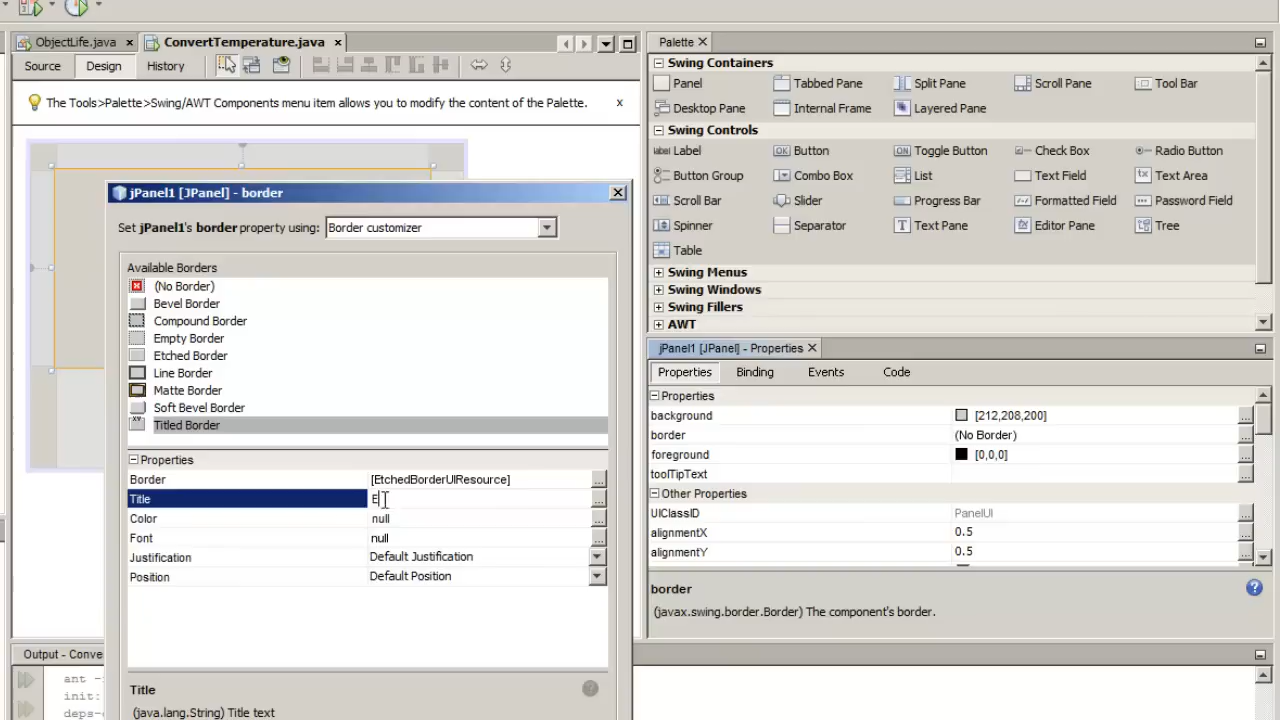 ObjectLife.java
ConvertTemperature.java
Source Design History
The Tools>Palette>Swing/AWT Components menu item allows you to modify the content of the Palette. x
Palette
Swing Containers
Panel Tabbed Pane Split Pane Scroll Pane Tool Bar
Desktop Pane Internal Frame Layered Pane
Swing Controls
label Label OK Button ON Toggle Button Check Box Radio Button
Button Group Combo Box List Text Field Text Area
Scroll Bar Slider Progress Bar Formatted Field Password Field
Spinner Separator Text Pane Editor Pane Tree
Table
Swing Menus
Swing Windows
Swing Fillers
AWT
jPanel1 [JPanel] - border
Set jPanel1's border property using: Border customizer
Available Borders
(No Border)
Bevel Border
Compound Border
Empty Border
Etched Border
Line Border
Matte Border
Soft Bevel Border
Titled Border
Properties
Border [EtchedBorderUIResource] ...
Title E ...
Color null ...
Font null ...
Justification Default Justification
Position Default Position
Title
(java.lang.String) Title text
jPanel1 [JPanel] - Properties
Properties Binding Events Code
Properties
background [212,208,200] ...
border (No Border) ...
foreground [0,0,0] ...
toolTipText ...
Other Properties
UIClassID PanelUI ...
alignmentX 0.5 ...
alignmentY 0.5 ...
border
(javax.swing.border.Border) The component's border.
Output - Conve
ant -
init:
deps-